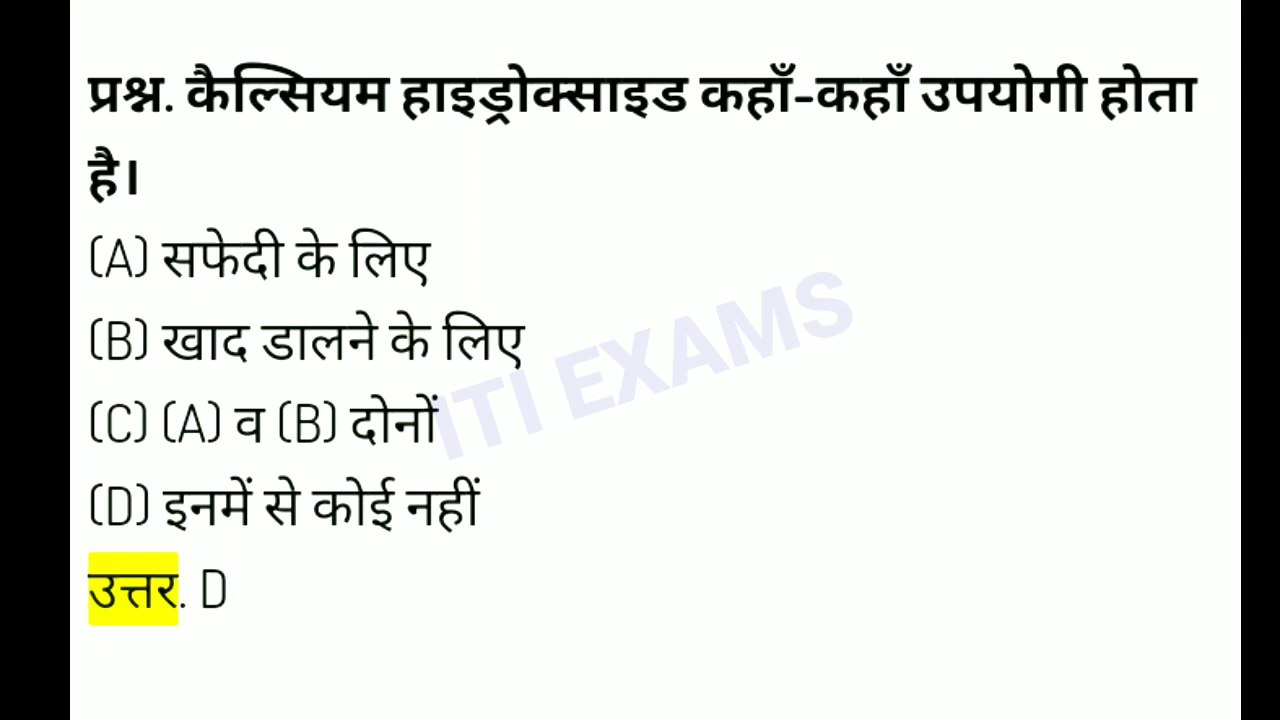 प्रश्न. कैल्सियम हाइड्रोक्साइड कहाँ-कहाँ उपयोगी होता
है।
(A) सफेदी के लिए
(B) खाद डालने के लिए
(C) (A) व (B) दोनों
(D) इनमें से कोई नहीं
उत्तर. D
ITI EXAMS